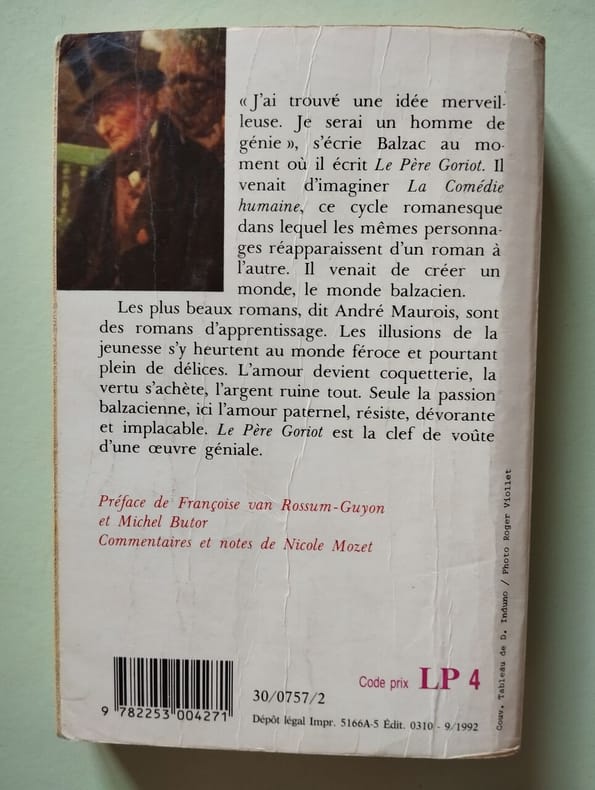 « J'ai trouvé une idée merveil-
leuse. Je serai un homme de
génie », s'écrie Balzac au mo-
ment où il écrit Le Père Goriot. Il
venait d'imaginer La Comédie
humaine, ce cycle romanesque
dans lequel les mêmes personna-
ges réapparaissent d'un roman à
l'autre. Il venait de créer un
monde, le monde balzacien.
Les plus beaux romans, dit André Maurois, sont
des romans d'apprentissage. Les illusions de la
jeunesse s'y heurtent au monde féroce et pourtant
plein de délices. L'amour devient coquetterie, la
vertu s'achète, l'argent ruine tout. Seule la passion
balzacienne, ici l'amour paternel, résiste, dévorante
et implacable. Le Père Goriot est la clef de voûte
d'une œuvre géniale.
Préface de Françoise van Rossum-Guyon
et Michel Butor
Commentaires et notes de Nicole Mozet
Couv. Tableau de D. Induno / Photo Roger Viollet
9 782253 004271
30/0757/2
Code prix LP 4
Dépôt légal Impr. 5166A-5 Édit. 0310 - 9/1992